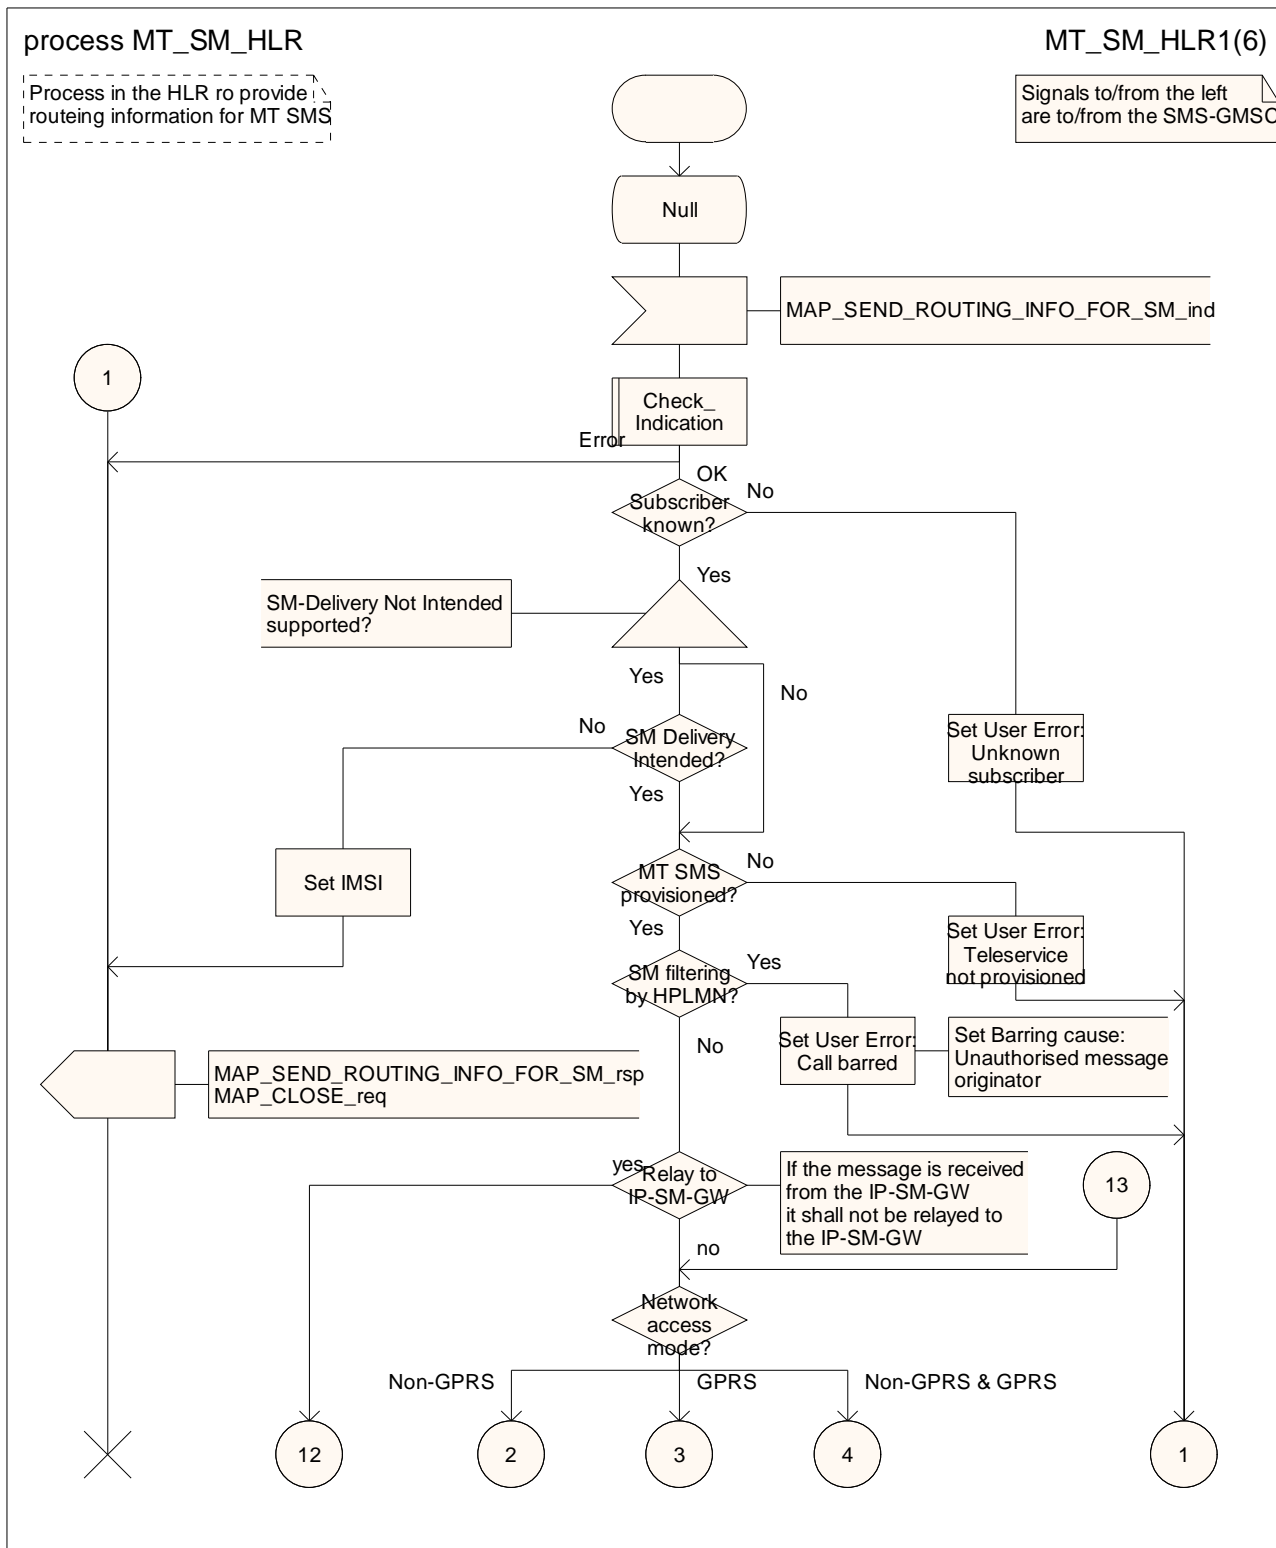 process MT_SM_HLR
MT_SM_HLR1(6)
Process in the HLR ro provide
routeing information for MT SMS
Signals to/from the left
are to/from the SMS-GMSC
Null
MAP_SEND_ROUTING_INFO_FOR_SM_ind
1
Check_
Indication
Error
OK
No
Subscriber
known?
Yes
SM-Delivery Not Intended
supported?
Yes
No
No
SM Delivery
Intended?
Set User Error:
Unknown
subscriber
Yes
Set IMSI
MT SMS
provisioned?
No
Yes
Set User Error:
Teleservice
not provisioned
SM filtering
by HPLMN?
Yes
No
Set User Error:
Call barred
Set Barring cause:
Unauthorised message
originator
MAP_SEND_ROUTING_INFO_FOR_SM_rsp
MAP_CLOSE_req
yes
Relay to
IP-SM-GW
If the message is received
from the IP-SM-GW
it shall not be relayed to
the IP-SM-GW
13
no
Network
access
mode?
Non-GPRS
GPRS
Non-GPRS & GPRS
12
2
3
4
1